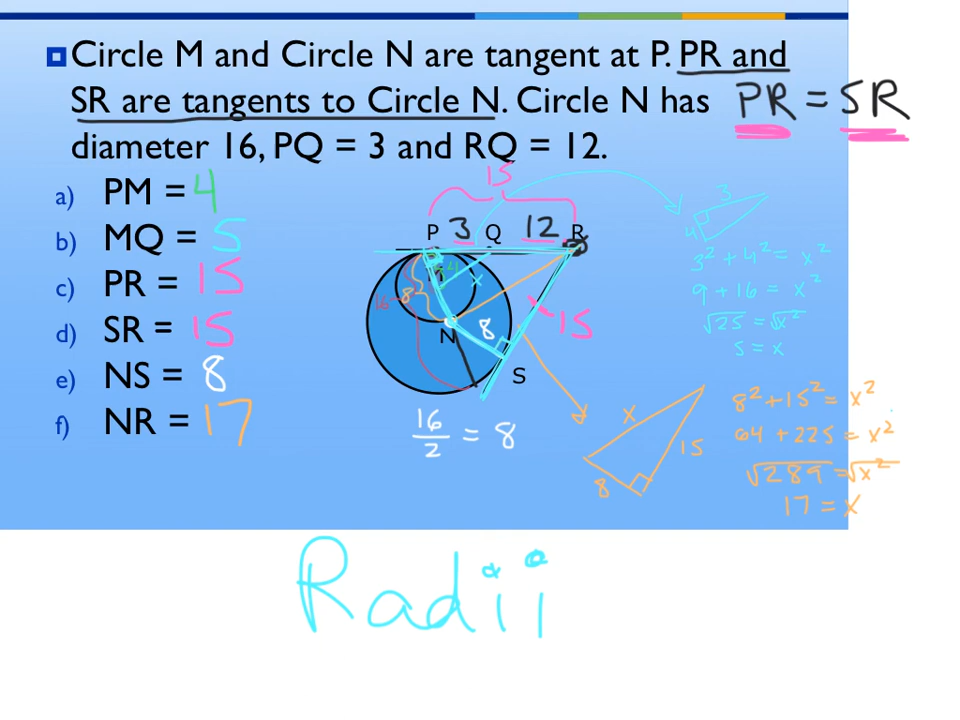 Circle M and Circle N are tangent at P. PR and
SR are tangents to Circle N. Circle N has
diameter 16, PQ = 3 and RQ = 12.
PR = SR
a) PM = 4
b) MQ = 5
c) PR = 15
d) SR = 15
e) NS = 8
f) NR = 17
15
P 3 Q 12 R
4
x
16
8
N
8
15
S
16/2 = 8
3
4
3² + 4² = x²
9 + 16 = x²
√25 = √x²
5 = x
x
15
8
8² + 15² = x²
64 + 225 = x²
√289 = √x²
17 = x
Radii